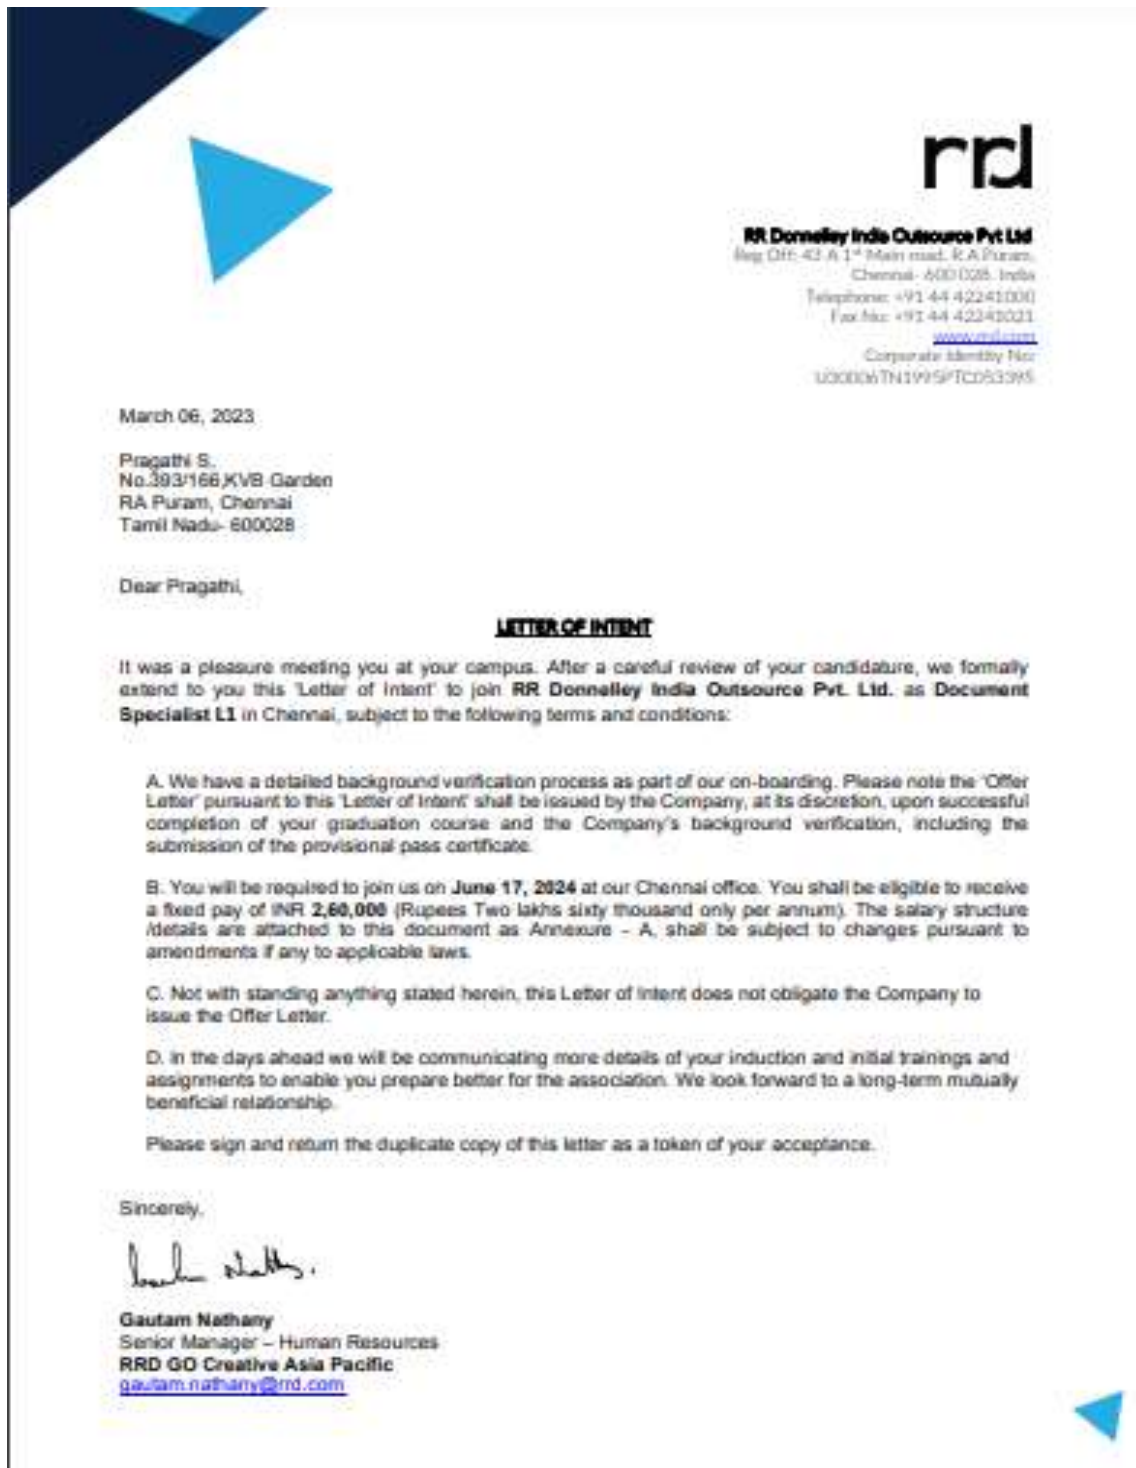 rrd
RR Donnelley India Outsource Pvt Ltd
Reg Off: 43 A 1st Main road, R A Puram,
Chennai- 600 028. India
Telephone: +91 44 42241000
Fax No: +91 44 42241021
www.rrd.com
Corporate Identity No:
March 06, 2023
Pragathi S.
No.393/166,KVB Garden
RA Puram, Chennai
Tamil Nadu- 600028
Dear Pragathi,
LETTER OF INTENT
It was a pleasure meeting you at your campus. After a careful review of your candidature, we formally
extend to you this 'Letter of Intent' to join RR Donnelley India Outsource Pvt. Ltd. as Document
Specialist L1 in Chennai, subject to the following terms and conditions:
A. We have a detailed background verification process as part of our on-boarding. Please note the 'Offer
Letter' pursuant to this 'Letter of Intent' shall be issued by the Company, at its discretion, upon successful
completion of your graduation course and the Company's background verification, including the
submission of the provisional pass certificate.
B. You will be required to join us on June 17, 2024 at our Chennai office. You shall be eligible to receive
a fixed pay of INR 2,60,000 (Rupees Two lakhs sixty thousand only per annum). The salary structure
/details are attached to this document as Annexure - A, shall be subject to changes pursuant to
amendments if any to applicable laws.
C. Not with standing anything stated herein, this Letter of Intent does not obligate the Company to
issue the Offer Letter.
D. In the days ahead we will be communicating more details of your induction and initial trainings and
assignments to enable you prepare better for the association. We look forward to a long-term mutually
beneficial relationship.
Please sign and return the duplicate copy of this letter as a token of your acceptance.
Sincerely,
Gautam Nathany
Senior Manager – Human Resources
RRD GO Creative Asia Pacific
gautam.nathany@rrd.com